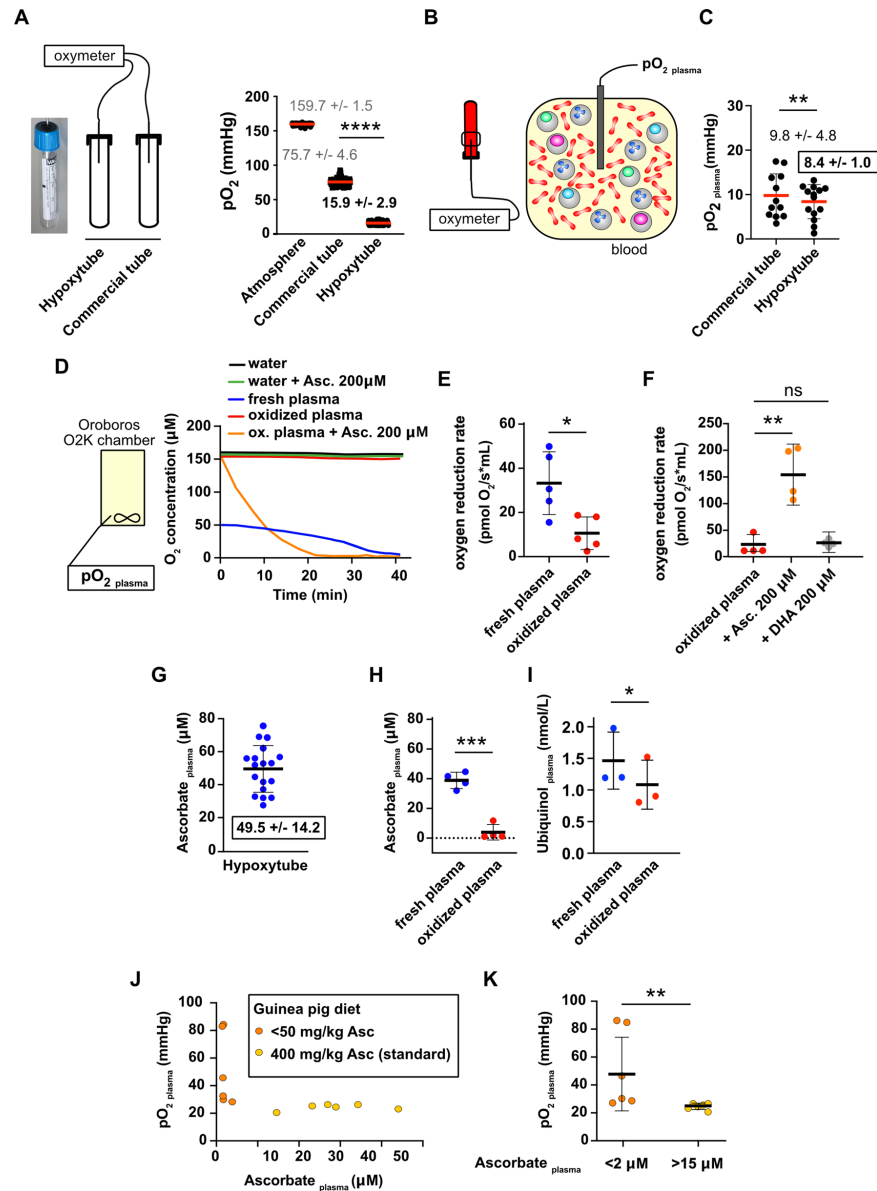 A
oxymeter
Hypoxytube
Commercial tube
pO2 (mmHg)
200
150
100
50
0
159.7 +/- 1.5
****
75.7 +/- 4.6
15.9 +/- 2.9
Atmosphere
Commercial tube
Hypoxytube
B
pO2 plasma
oxymeter
blood
C
pO2 plasma (mmHg)
30
20
10
0
**
9.8 +/- 4.8
8.4 +/- 1.0
Commercial tube
Hypoxytube
D
Oroboros
O2K chamber
pO2 plasma
water
water + Asc. 200µM
fresh plasma
oxidized plasma
ox. plasma + Asc. 200 µM
O2 concentration (µM)
200
150
100
50
0
0
10
20
30
40
Time (min)
E
oxygen reduction rate
(pmol O2/s*mL)
60
40
20
0
*
fresh plasma
oxidized plasma
F
oxygen reduction rate
(pmol O2/s*mL)
250
200
150
100
50
0
ns
**
oxidized plasma
+ Asc. 200 µM
+ DHA 200 µM
G
Ascorbate plasma (µM)
80
60
40
20
0
49.5 +/- 14.2
Hypoxytube
H
Ascorbate plasma (µM)
80
60
40
20
0
***
fresh plasma
oxidized plasma
I
Ubiquinol plasma (nmol/L)
2.0
1.5
1.0
0.5
0.0
*
fresh plasma
oxidized plasma
J
pO2 plasma (mmHg)
100
80
60
40
20
0
Guinea pig diet
<50 mg/kg Asc
400 mg/kg Asc (standard)
0
10
20
30
40
50
Ascorbate plasma (µM)
K
pO2 plasma (mmHg)
100
80
60
40
20
0
**
Ascorbate plasma
<2 µM
>15 µM